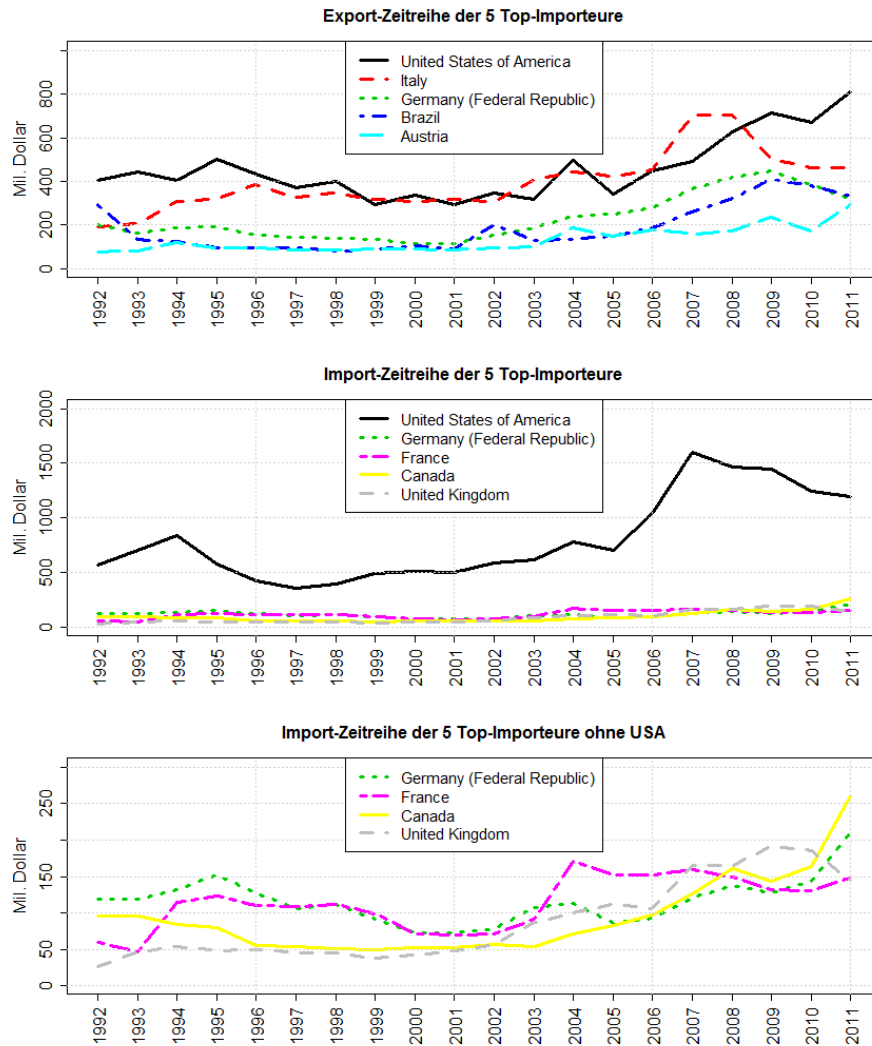 Export-Zeitreihe der 5 Top-Importeure
Mil. Dollar
0 200 400 600 800
United States of America
Italy
Germany (Federal Republic)
Brazil
Austria
1992 1993 1994 1995 1996 1997 1998 1999 2000 2001 2002 2003 2004 2005 2006 2007 2008 2009 2010 2011
Import-Zeitreihe der 5 Top-Importeure
Mil. Dollar
0 500 1000 1500 2000
United States of America
Germany (Federal Republic)
France
Canada
United Kingdom
1992 1993 1994 1995 1996 1997 1998 1999 2000 2001 2002 2003 2004 2005 2006 2007 2008 2009 2010 2011
Import-Zeitreihe der 5 Top-Importeure ohne USA
Mil. Dollar
0 50 150 250
Germany (Federal Republic)
France
Canada
United Kingdom
1992 1993 1994 1995 1996 1997 1998 1999 2000 2001 2002 2003 2004 2005 2006 2007 2008 2009 2010 2011